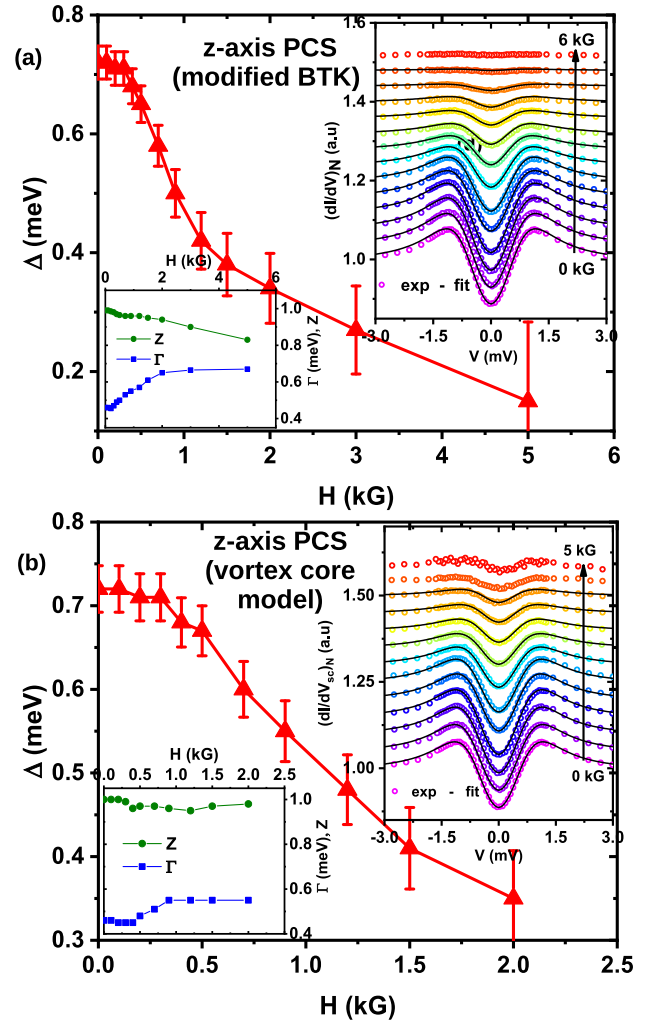 (a)
z-axis PCS
(modified BTK)
0.8
0.6
0.4
0.2
Δ (meV)
0 1 2 3 4 5 6
H (kG)
H (kG)
0 2 4 6
1.0
0.8
0.6
0.4
Γ (meV), Z
Z
Γ
6 kG
0 kG
1.6
1.4
1.2
1.0
(dI/dV)N (a.u)
exp - fit
-3.0 -1.5 0.0 1.5 3.0
V (mV)
(b)
z-axis PCS
(vortex core
model)
0.8
0.7
0.6
0.5
0.4
0.3
Δ (meV)
0.0 0.5 1.0 1.5 2.0 2.5
H (kG)
H (kG)
0.0 0.5 1.0 1.5 2.0 2.5
1.0
0.8
0.6
0.4
Γ (meV), Z
Z
Γ
5 kG
0 kG
1.50
1.25
1.00
(dI/dVsc)N (a.u)
exp - fit
-3.0 -1.5 0.0 1.5 3.0
V (mV)